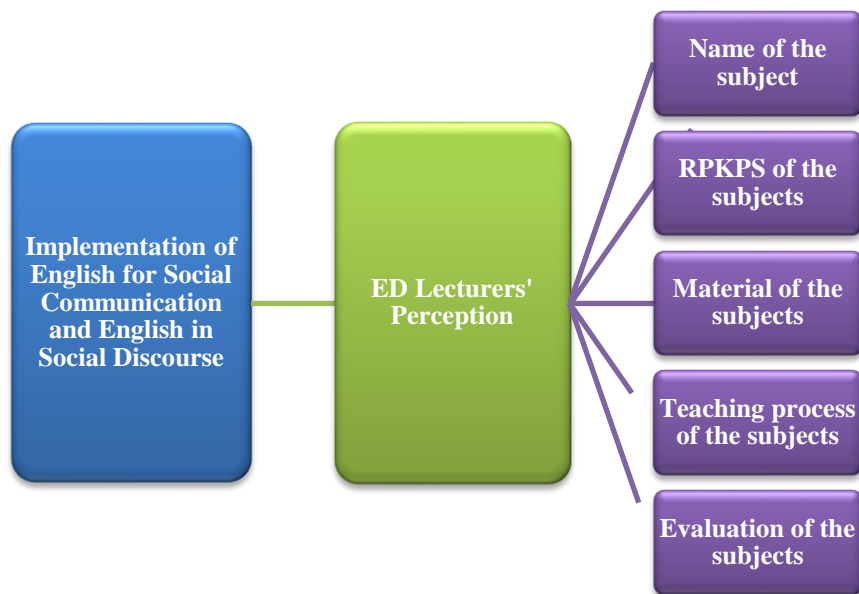 Implementation of
English for Social
Communication
and English in
Social Discourse
ED Lecturers'
Perception
Name of the
subject
RPKPS of the
subjects
Material of the
subjects
Teaching process
of the subjects
Evaluation of the
subjects